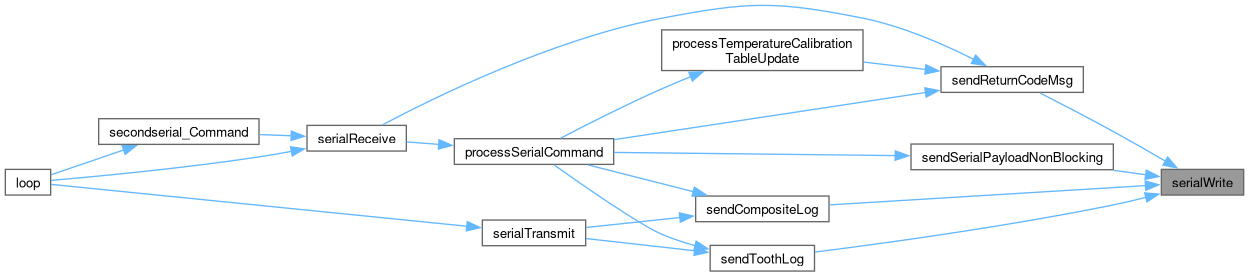 processTemperatureCalibration
TableUpdate
sendReturnCodeMsg
secondserial_Command
serialReceive
processSerialCommand
sendSerialPayloadNonBlocking
loop
serialWrite
sendCompositeLog
serialTransmit
sendToothLog